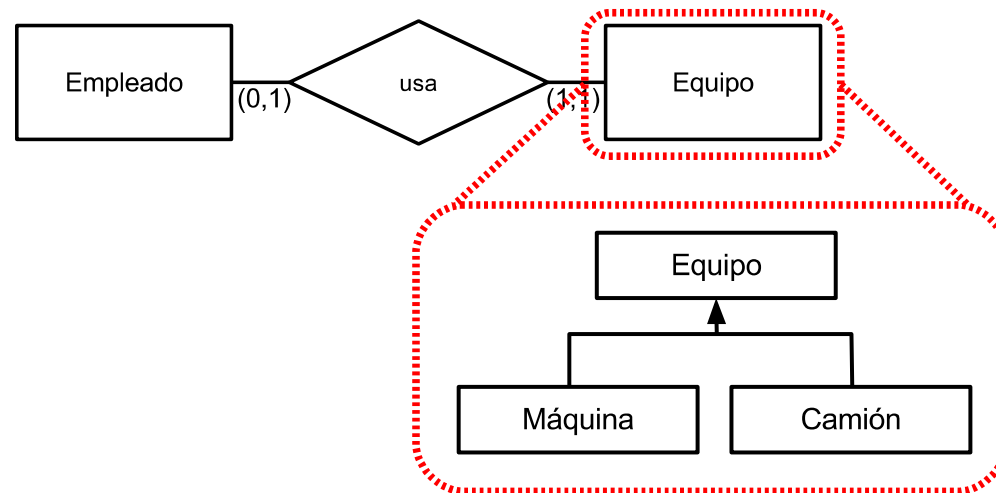 Empleado
usa
Equipo
(0,1)
(1,1)
Equipo
Máquina
Camión